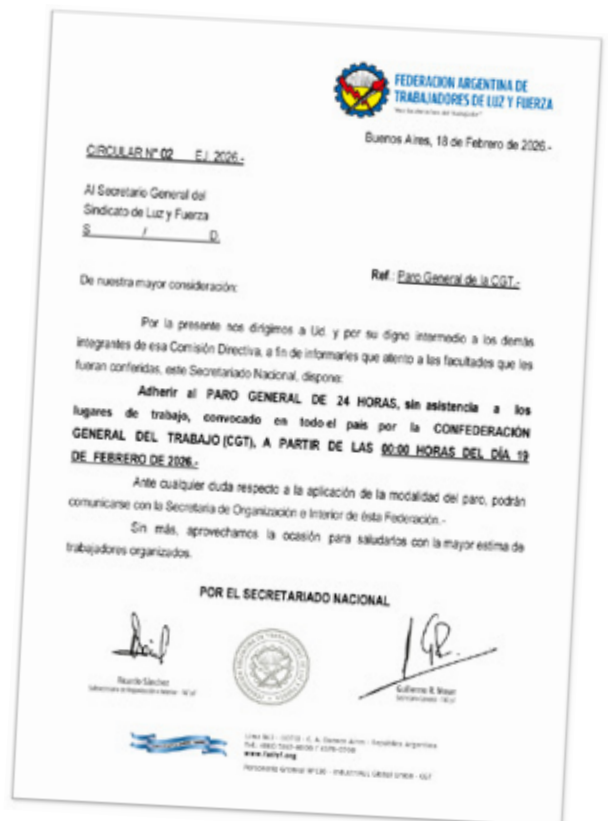 FEDERACION ARGENTINA DE
TRABAJADORES DE LUZ Y FUERZA
Buenos Aires, 18 de Febrero de 2026.-
CIRCULAR Nº 02 EJ. 2026.-
Al Secretario General del
Sindicato de Luz y Fuerza
S / D.
Ref.: Paro General de la CGT.-
De nuestra mayor consideración:
Por la presente nos dirigimos a Ud. y por su digno intermedio a los demás
integrantes de esa Comisión Directiva, a fin de informarles que atento a las facultades que les
fueran conferidas, este Secretariado Nacional, dispone:
Adherir al PARO GENERAL DE 24 HORAS, sin asistencia a los
lugares de trabajo, convocado en todo el país por la CONFEDERACIÓN
GENERAL DEL TRABAJO (CGT), A PARTIR DE LAS 00:00 HORAS DEL DÍA 19
DE FEBRERO DE 2026.-
Ante cualquier duda respecto a la aplicación de la modalidad del paro, podrán
comunicarse con la Secretaría de Organización e Interior de ésta Federación.-
Sin más, aprovechamos la ocasión para saludarlos con la mayor estima de
trabajadores organizados.
POR EL SECRETARIADO NACIONAL
Ricardo Sánchez
Guillermo R. Moser
www.fatlyf.org